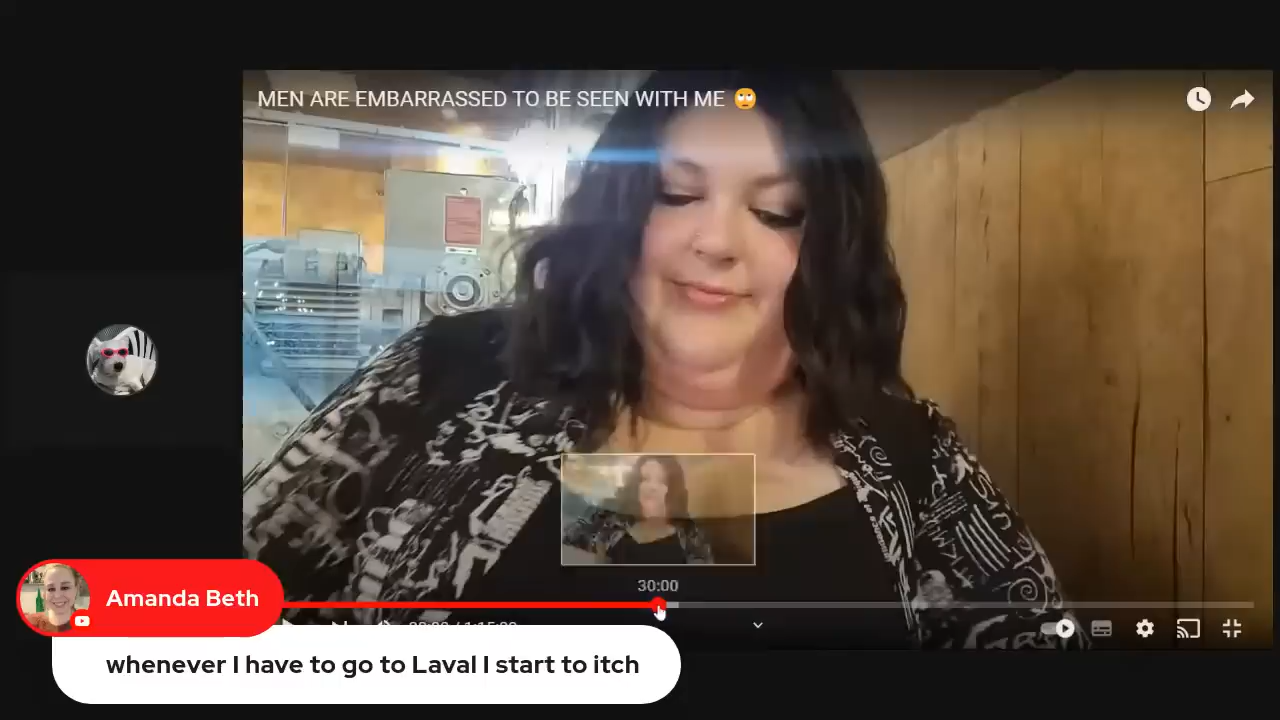 MEN ARE EMBARRASSED TO BE SEEN WITH ME 🙄
30:00
Amanda Beth
whenever I have to go to Laval I start to itch